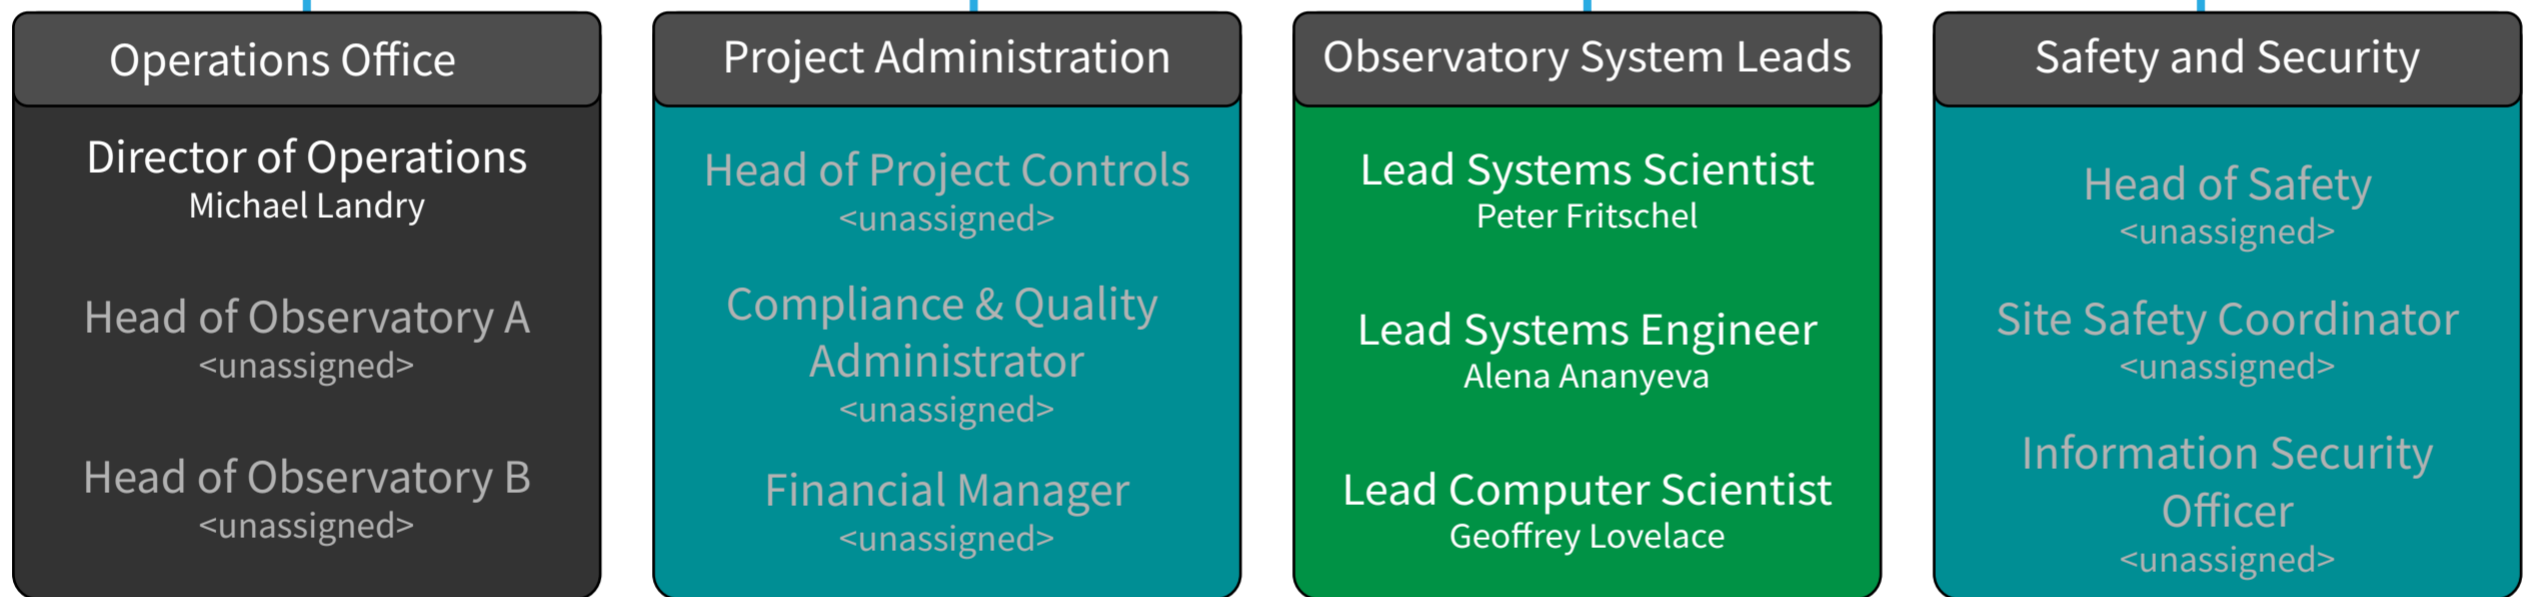 Operations Office
Director of Operations
Michael Landry
Head of Observatory A
<unassigned>
Head of Observatory B
<unassigned>
Project Administration
Head of Project Controls
<unassigned>
Compliance & Quality
Administrator
<unassigned>
Financial Manager
<unassigned>
Observatory System Leads
Lead Systems Scientist
Peter Fritschel
Lead Systems Engineer
Alena Ananyeva
Lead Computer Scientist
Geoffrey Lovelace
Safety and Security
Head of Safety
<unassigned>
Site Safety Coordinator
<unassigned>
Information Security
Officer
<unassigned>